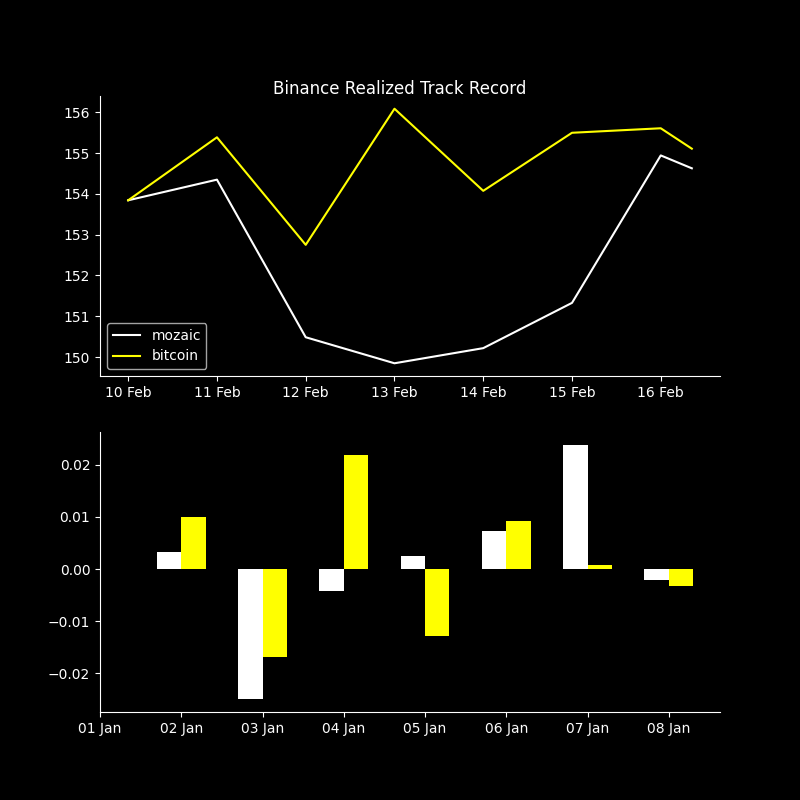 Binance Realized Track Record
156
155
154
153
152
151
150
mozaic
bitcoin
10 Feb 11 Feb 12 Feb 13 Feb 14 Feb 15 Feb 16 Feb
0.02
0.01
0.00
−0.01
−0.02
01 Jan 02 Jan 03 Jan 04 Jan 05 Jan 06 Jan 07 Jan 08 Jan